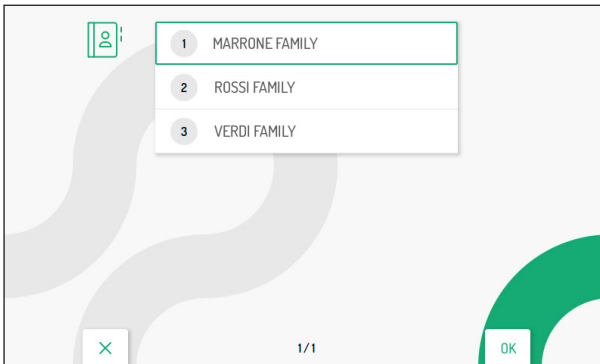 1 MARRONE FAMILY
2 ROSSI FAMILY
3 VERDI FAMILY
1/1 OK